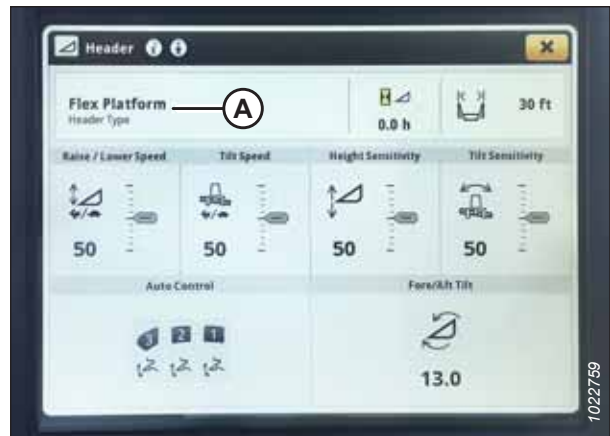 Header
Flex Platform
Header Type
A
0.0 h
30 ft
Raise / Lower Speed
Tilt Speed
Height Sensitivity
Tilt Sensitivity
50
50
50
50
Auto Control
Fore/Aft Tilt
3 2 1
13.0
1022759